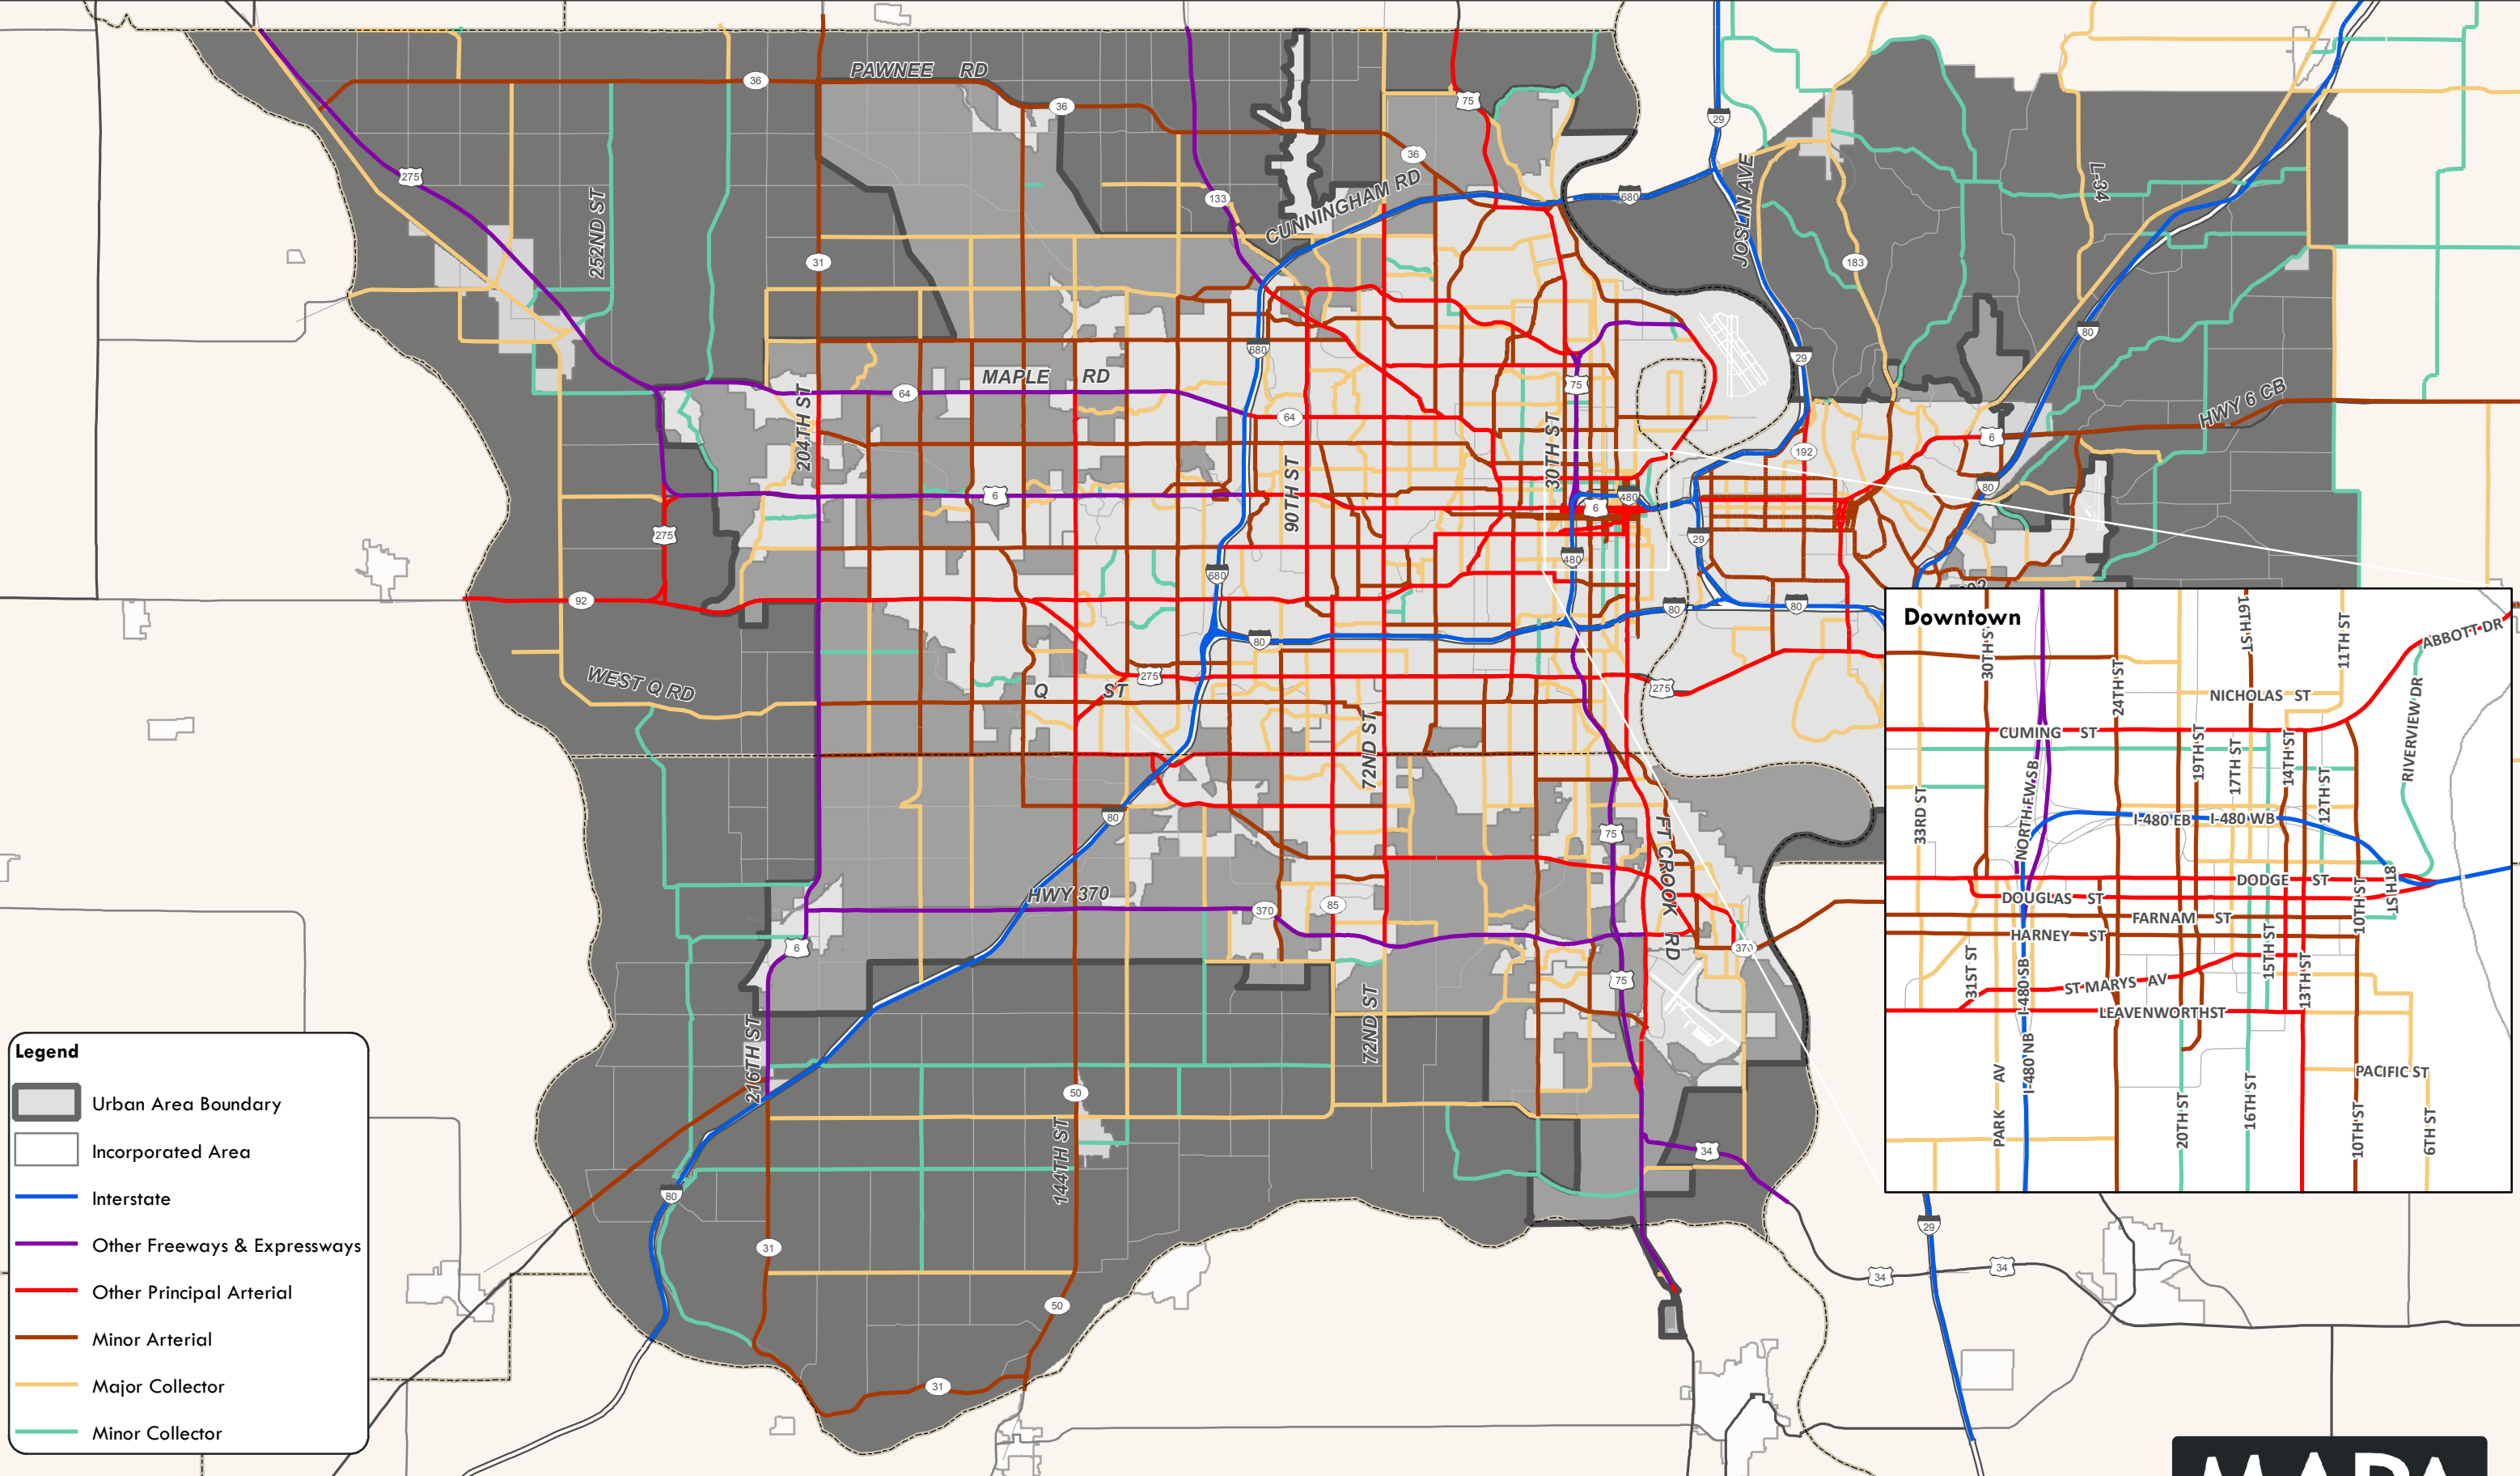 PAWNEE RD
36
36
75
29
36
CUNNINGHAM RD
JOSLIN AVE
L-34
275
252ND ST
133
680
31
183
680
29
80
MAPLE RD
64
64
75
HWY 6 CB
204TH ST
30TH ST
6
192
90TH ST
6
480
6
80
275
29
480
680
92
80
80
80
WEST Q RD
Q ST
275
275
72ND ST
80
75
FT CROOK RD
HWY 370
370
85
370
6
75
72ND ST
216TH ST
50
144TH ST
34
80
31
50
31
29
34
34
Downtown
30TH ST
24TH ST
16TH ST
11TH ST
ABBOTT DR
NICHOLAS ST
RIVERVIEW DR
CUMING ST
19TH ST
17TH ST
14TH ST
12TH ST
33RD ST
NORTH FW SB
I-480 EB
I-480 WB
DODGE ST
8TH ST
DOUGLAS ST
10TH ST
FARNAM ST
HARNEY ST
31ST ST
I-480 SB
15TH ST
13TH ST
ST MARYS AV
LEAVENWORTH ST
I-480 NB
PARK AV
PACIFIC ST
20TH ST
16TH ST
10TH ST
6TH ST
Legend
Urban Area Boundary
Incorporated Area
Interstate
Other Freeways & Expressways
Other Principal Arterial
Minor Arterial
Major Collector
Minor Collector
MAPA